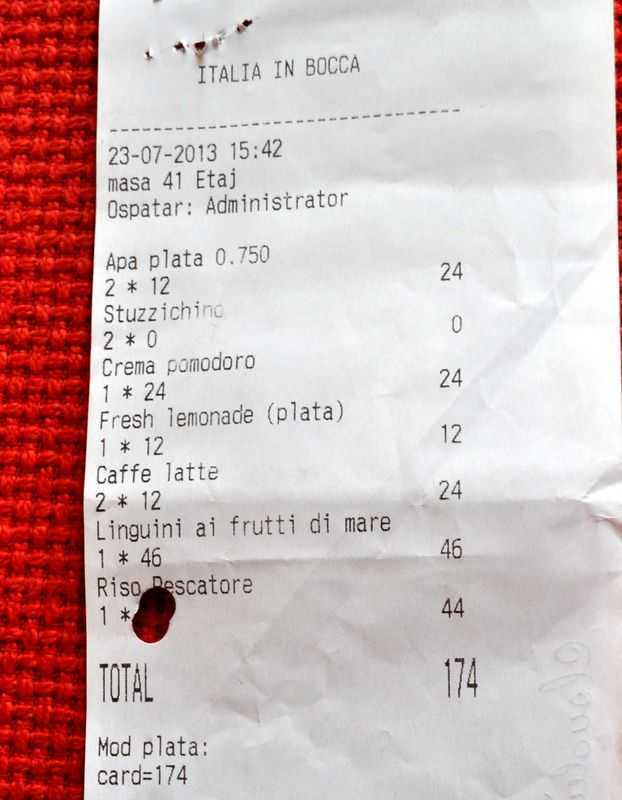 ITALIA IN BOCCA
--------------------------------------
23-07-2013 15:42
masa 41 Etaj
Ospatar: Administrator
Apa plata 0.750
2 * 12 24
Stuzzichino
2 * 0 0
Crema pomodoro
1 * 24 24
Fresh lemonade (plata)
1 * 12 12
Caffe latte
2 * 12 24
Linguini ai frutti di mare
1 * 46 46
Riso Pescatore
1 * 44
TOTAL 174
Mod plata:
card=174